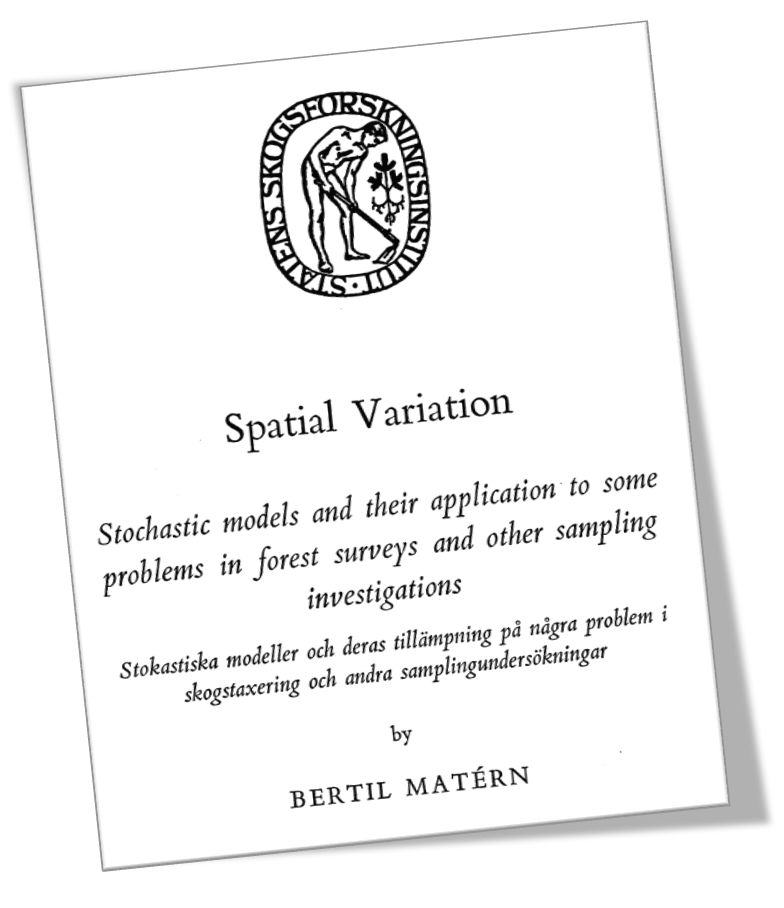 STATENS SKOGSFORSKNINGSINSTITUT ·
Spatial Variation
Stochastic models and their application to some
problems in forest surveys and other sampling
investigations
Stokastiska modeller och deras tillämpning på några problem i
skogstaxering och andra samplingundersökningar
by
BERTIL MATÉRN